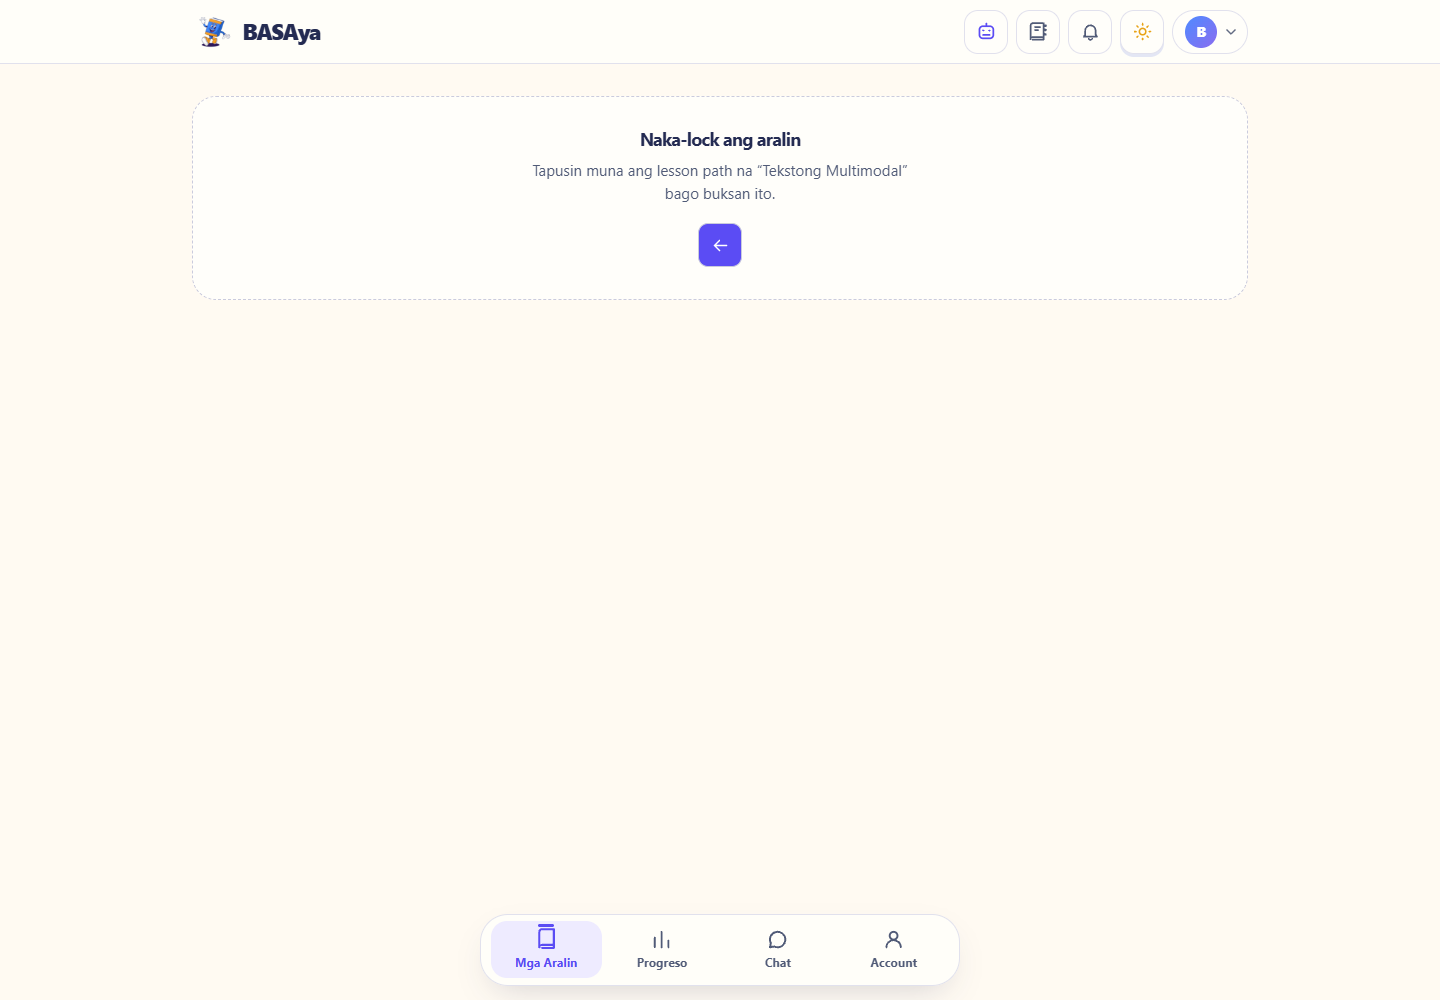 BASAya
B
Naka-lock ang aralin
Tapusin muna ang lesson path na “Tekstong Multimodal”
bago buksan ito.
Mga Aralin
Progreso
Chat
Account